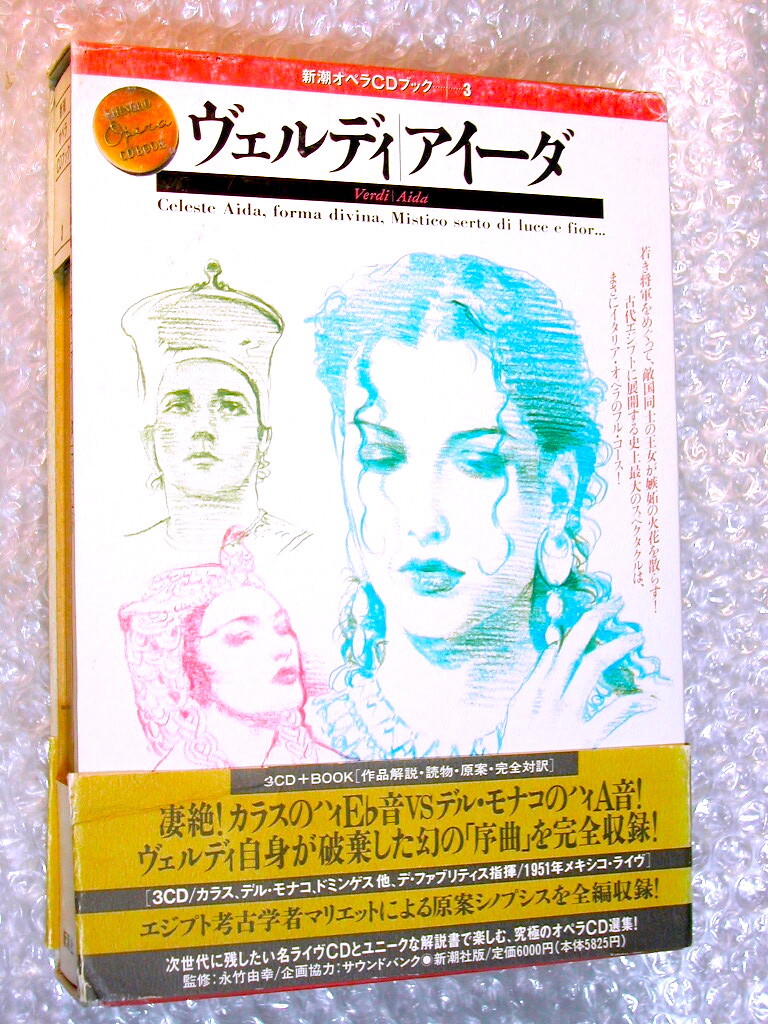 新潮オペラCDブック………3
SHINCHO
Opera
CD BOOK
ヴェルディ|アイーダ
Verdi|Aida
Celeste Aida, forma divina, Mistico serto di luce e fior...
若き将軍をめぐって、敵国同士の王女が嫉妬の火花を散らす!
古代エジプトに展開する史上最大のスペクタクルは、
まさにイタリア・オペラのフル・コース!
3CD+BOOK[作品解説・読物・原案・完全対訳]
凄絶!カラスのハイE♭音VSデル・モナコのハイA音!
ヴェルディ自身が破棄した幻の「序曲」を完全収録!
[3CD/カラス、デル・モナコ、ドミンゲス他、デ・ファブリティス指揮/1951年メキシコ・ライヴ]
エジプト考古学者マリエットによる原案シノプシスを全編収録!
次世代に残したい名ライヴCDとユニークな解説書で楽しむ、究極のオペラCD選集!
監修:永竹由幸/企画協力:サウンドバンク●新潮社版/定価6000円(本体5825円)